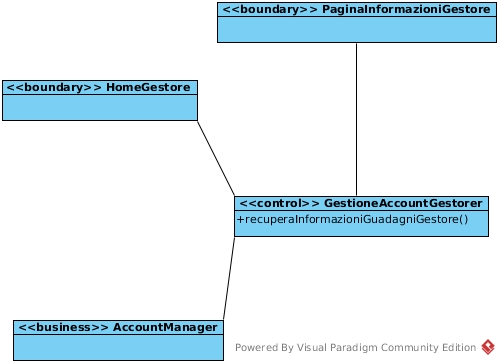 <<boundary>> PaginaInformazioniGestore
<<boundary>> HomeGestore
<<control>> GestioneAccountGestorer
+recuperaInformazioniGuadagniGestore()
<<business>> AccountManager
Powered By Visual Paradigm Community Edition